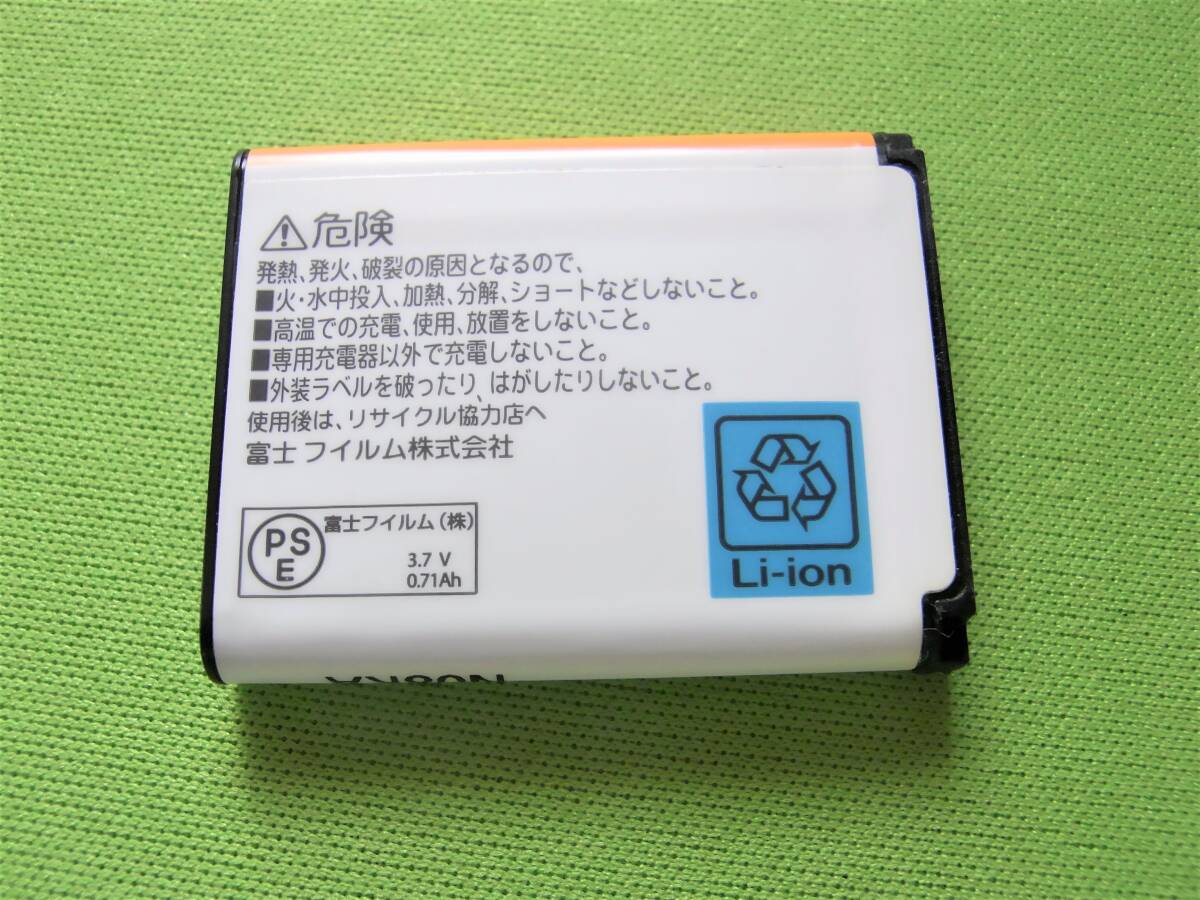 ⚠危険
発熱、発火、破裂の原因となるので、
■火・水中投入、加熱、分解、ショートなどしないこと。
■高温での充電、使用、放置をしないこと。
■専用充電器以外で充電しないこと。
■外装ラベルを破ったり、はがしたりしないこと。
使用後は、リサイクル協力店へ
富士フイルム株式会社
PS
E
富士フイルム(株)
3.7 V
0.71Ah
Li-ion